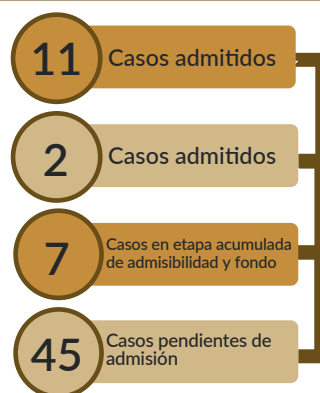 11
Casos admitidos
2
Casos admitidos
7
Casos en etapa acumulada
de admisibilidad y fondo
45
Casos pendientes de
admisión